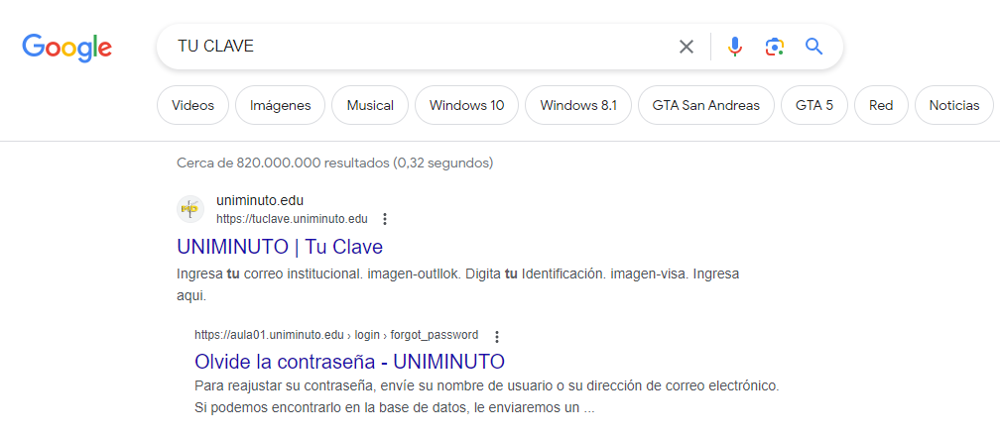 Google
TU CLAVE
Videos
Imágenes
Musical
Windows 10
Windows 8.1
GTA San Andreas
GTA 5
Red
Noticias
Cerca de 820.000.000 resultados (0,32 segundos)
uniminuto.edu
https://tuclave.uniminuto.edu
UNIMINUTO | Tu Clave
Ingresa tu correo institucional. imagen-outllok. Digita tu Identificación. imagen-visa. Ingresa
aqui.
https://aula01.uniminuto.edu › login › forgot_password
Olvide la contraseña - UNIMINUTO
Para reajustar su contraseña, envíe su nombre de usuario o su dirección de correo electrónico.
Si podemos encontrarlo en la base de datos, le enviaremos un ...